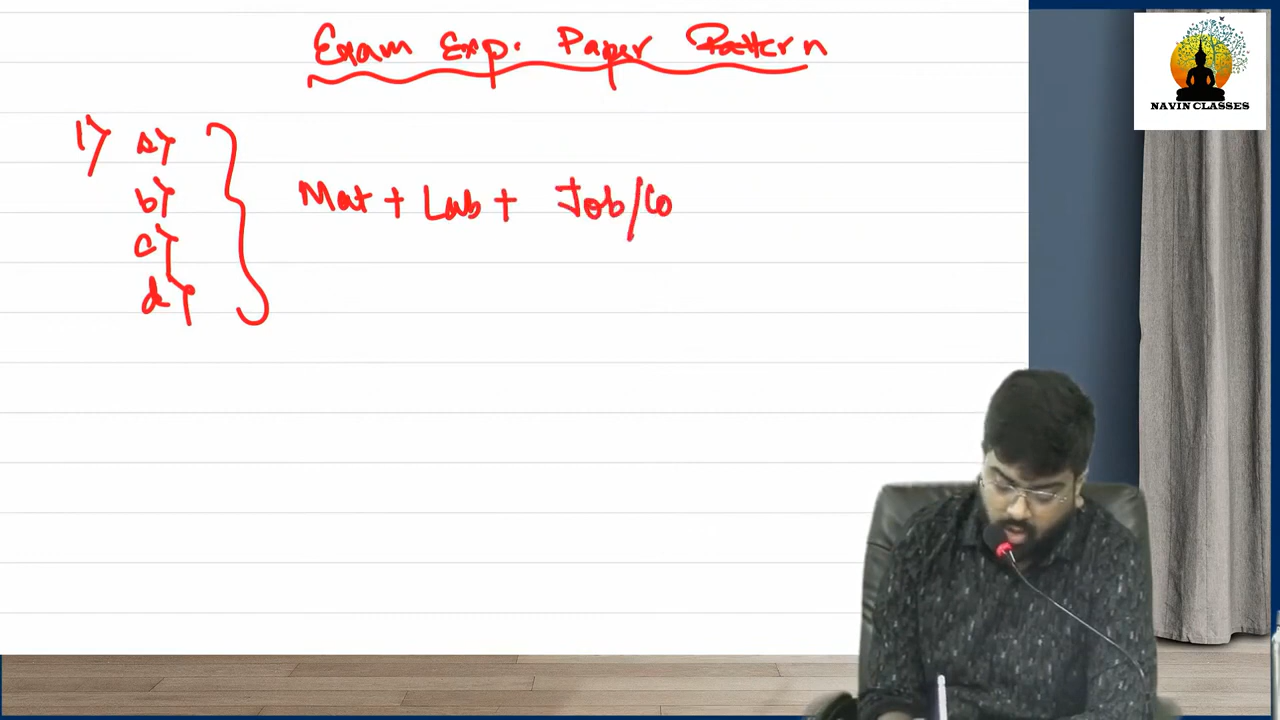 Exam Exp. Paper Pattern
NAVIN CLASSES
1) a)
b)
Mat + Lab + Job/Co
c)
d)